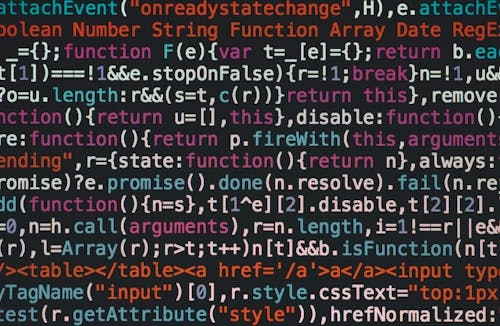 attachEvent("onreadystatechange",H),e.attachE
oolean Number String Function Array Date RegE
_={};function F(e){var t=_[e]={};return b.ea
t[1])===!1&&e.stopOnFalse){r=!1;break}n=!1,u&
?o=u.length:r&&(s=t,c(r))}return this},remove
nction(){return u=[],this},disable:function()
re:function(){return p.fireWith(this,argument
ending",r={state:function(){return n},always:
romise)?e.promise().done(n.resolve).fail(n.re
dd(function(){n=s},t[1^e][2].disable,t[2][2].
=0,n=h.call(arguments),r=n.length,i=1!==r||e&
(r),l=Array(r);r>t;t++)n[t]&&b.isFunction(n[t
/><table></table><a href='/a'>a</a><input typ
yTagName("input")[0],r.style.cssText="top:1px
test(r.getAttribute("style")),hrefNormalized: